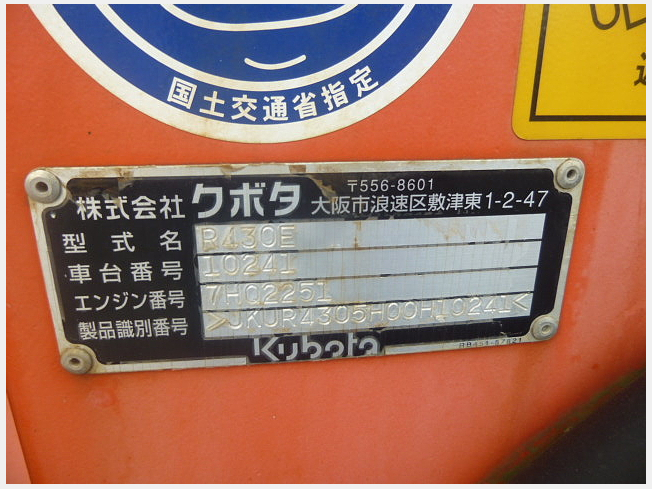 国土交通省指定
株式会社 クボタ
〒556-8601
大阪市浪速区敷津東1-2-47
型式名 R430E
車台番号 10241
エンジン番号 7HQ2251
製品識別番号 >JKUR4305H00H10241<
Kubota